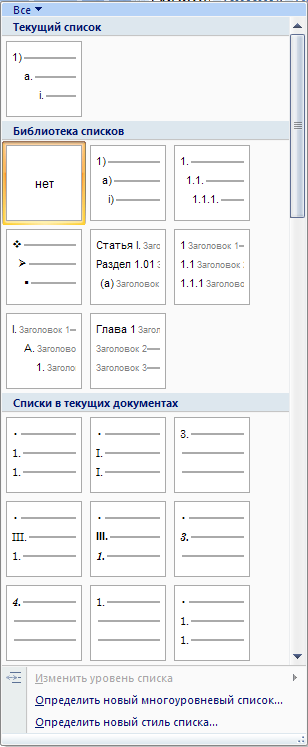 Все
Текущий список
1)
a.
i.
Библиотека списков
нет
1)
a)
i)
1.
1.1.
1.1.1.
Статья I. Заго
Раздел 1.01 З
(a) Заголовок
1 Заголовок 1
1.1 Заголовок
1.1.1 Заголово
I. Заголовок 1
A. Заголово
1. Заголо
Глава 1 Загол
Заголовок 2
Заголовок 3
Списки в текущих документах
1.
1.
I.
I.
3.
III.
1.
III.
1.
3.
4.
1.
1.
1.
Изменить уровень списка
Определить новый многоуровневый список...
Определить новый стиль списка...